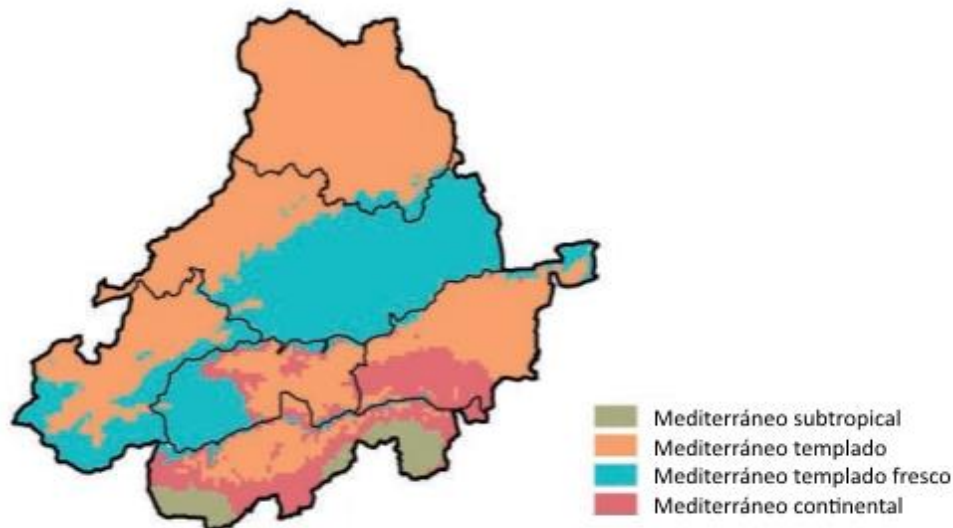 Mediterráneo subtropical
Mediterráneo templado
Mediterráneo templado fresco
Mediterráneo continental